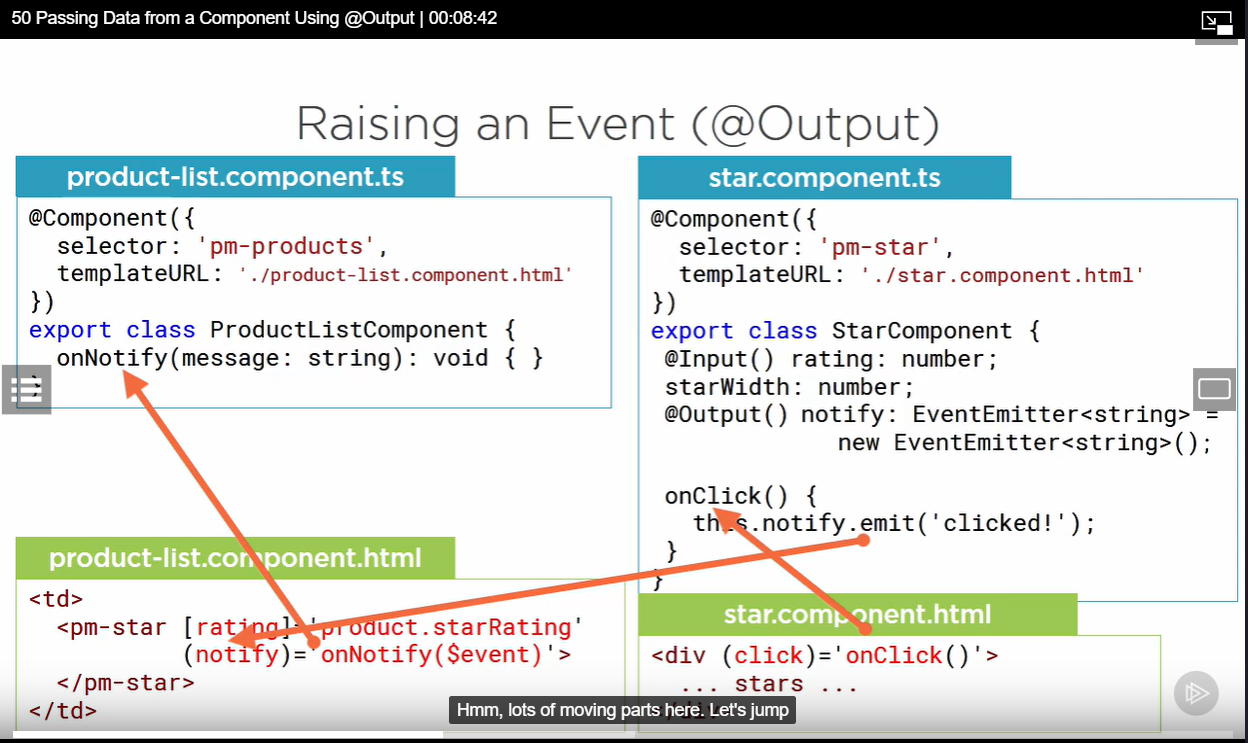 50 Passing Data from a Component Using @Output | 00:08:42
Raising an Event (@Output)
product-list.component.ts
@Component({
  selector: 'pm-products',
  templateURL: './product-list.component.html'
})
export class ProductListComponent {
  onNotify(message: string): void { }
}
product-list.component.html
<td>
  <pm-star [rating]='product.starRating'
           (notify)='onNotify($event)'>
  </pm-star>
</td>
star.component.ts
@Component({
  selector: 'pm-star',
  templateURL: './star.component.html'
})
export class StarComponent {
 @Input() rating: number;
 starWidth: number;
 @Output() notify: EventEmitter<string> =
             new EventEmitter<string>();
 onClick() {
   this.notify.emit('clicked!');
 }
}
star.component.html
<div (click)='onClick()'>
  ... stars ...
</div>
Hmm, lots of moving parts here. Let's jump